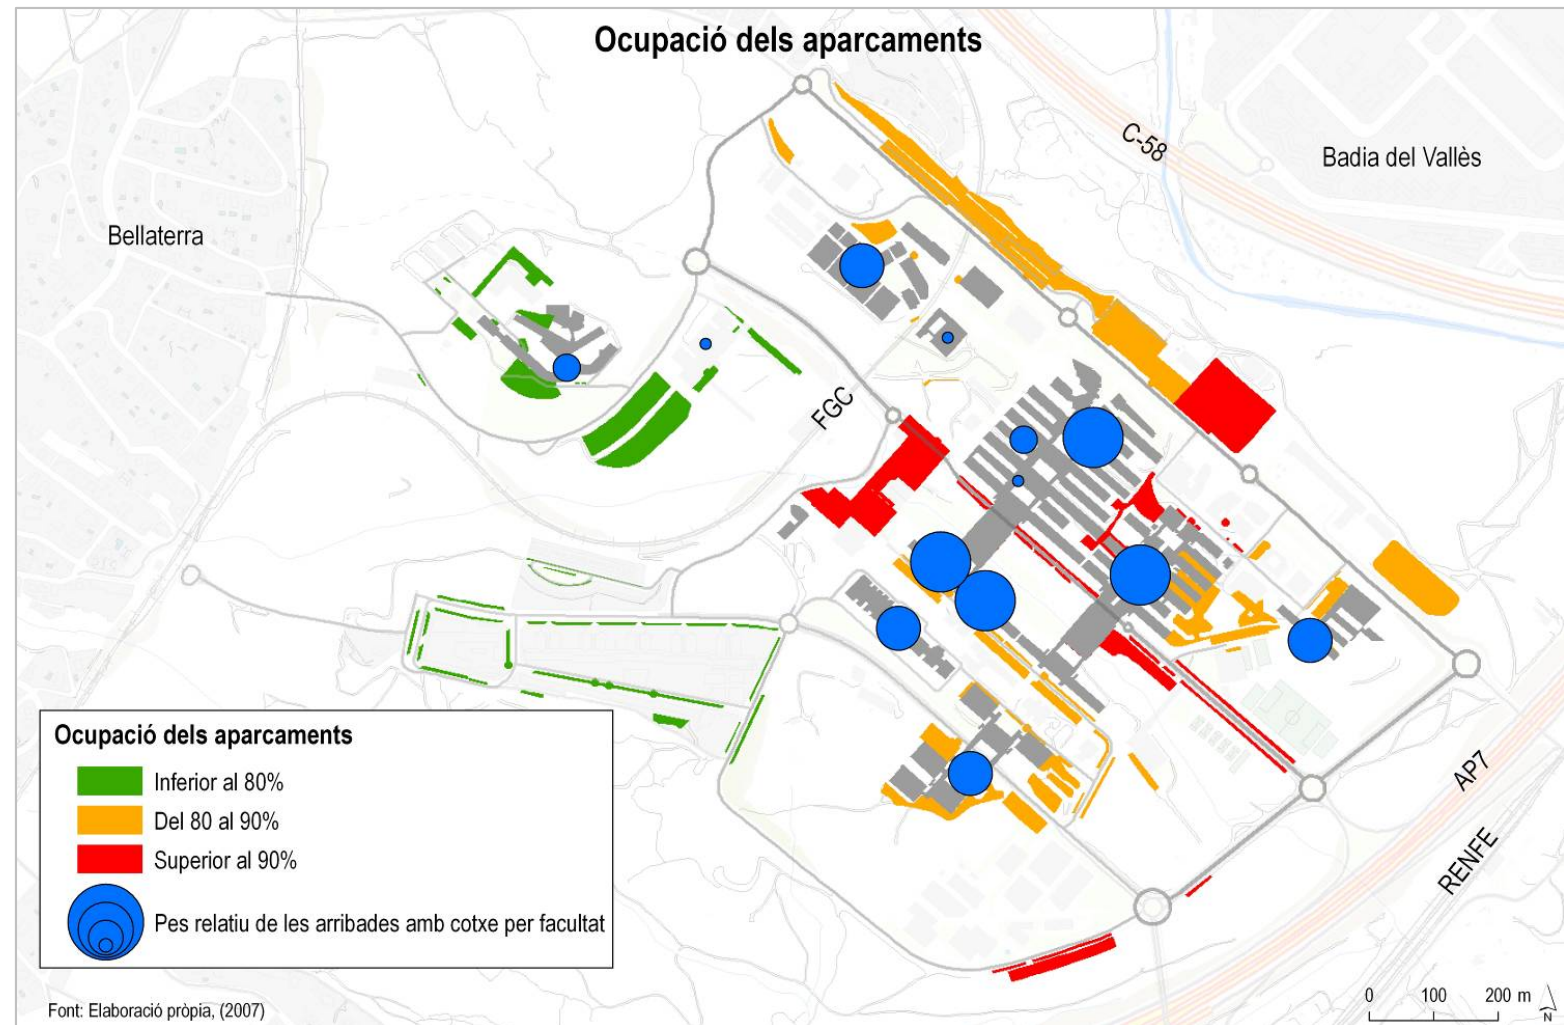 Ocupació dels aparcaments
C-58
Badia del Vallès
Bellaterra
FGC
Ocupació dels aparcaments
Inferior al 80%
Del 80 al 90%
Superior al 90%
Pes relatiu de les arribades amb cotxe per facultat
AP7
RENFE
Font: Elaboració pròpia, (2007)
0 100 200 m
N